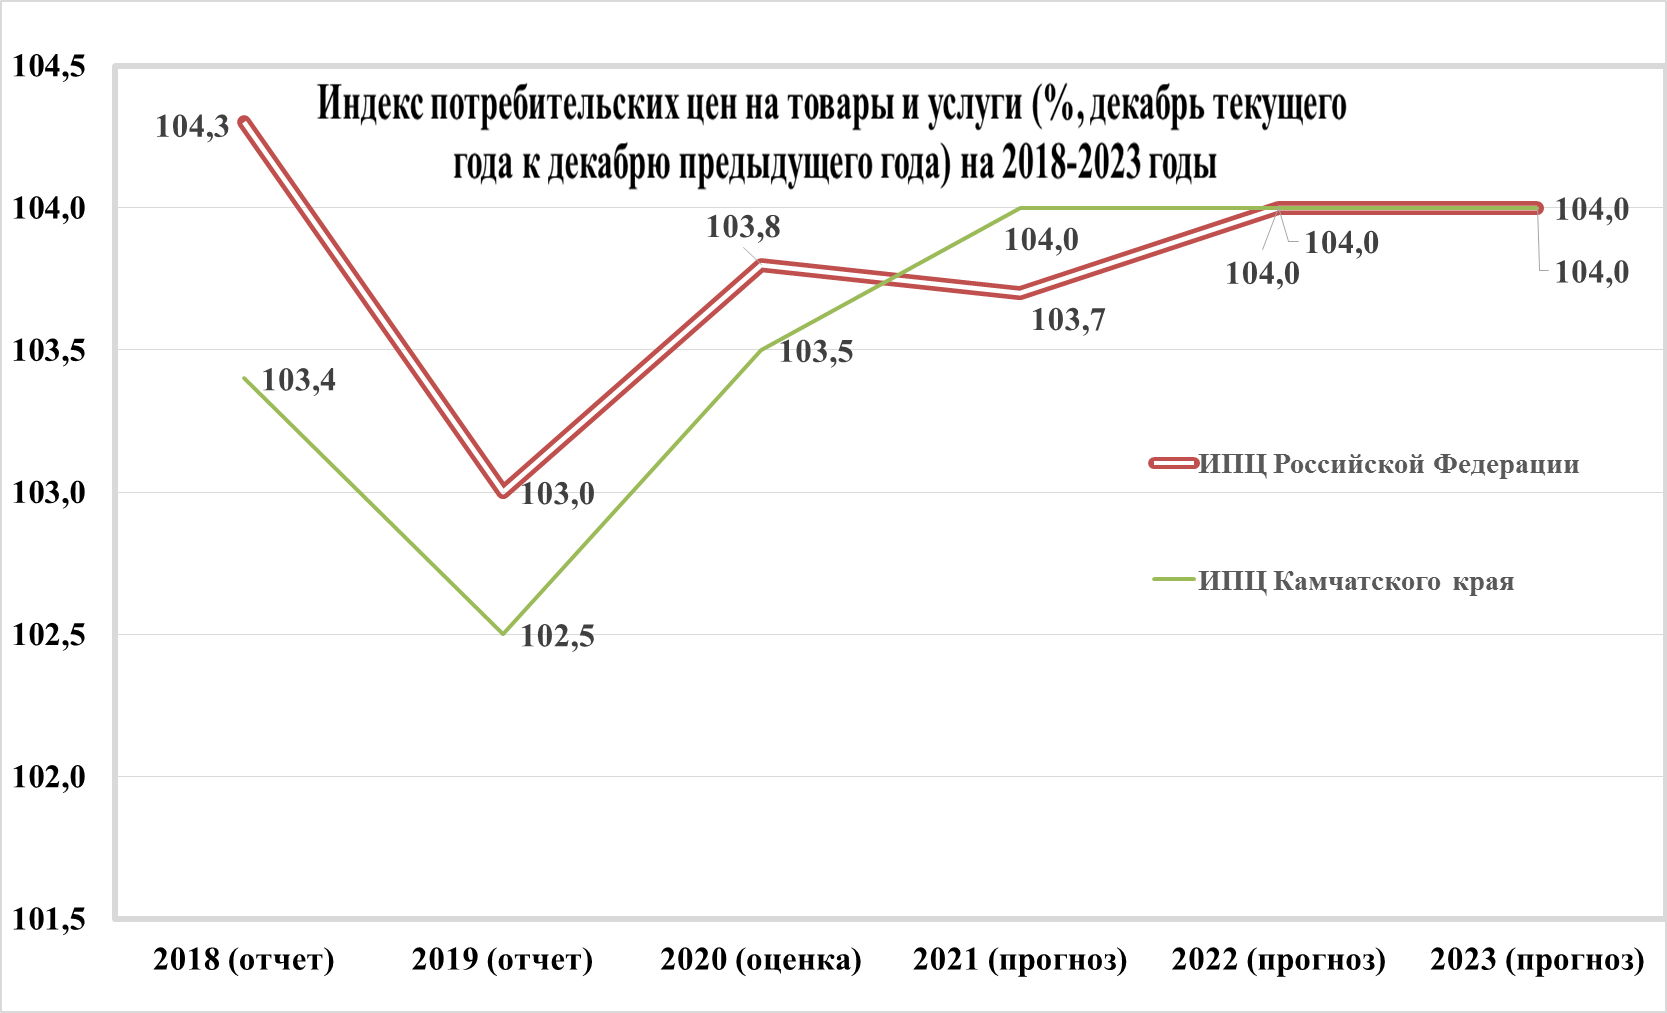 Индекс потребительских цен на товары и услуги (%, декабрь текущего
года к декабрю предыдущего года) на 2018-2023 годы
104,5
104,0
103,5
103,0
102,5
102,0
101,5
104,3
103,0
103,8
103,7
104,0
104,0
103,4
102,5
103,5
104,0
104,0
104,0
ИПЦ Российской Федерации
ИПЦ Камчатского края
2018 (отчет)
2019 (отчет)
2020 (оценка)
2021 (прогноз)
2022 (прогноз)
2023 (прогноз)